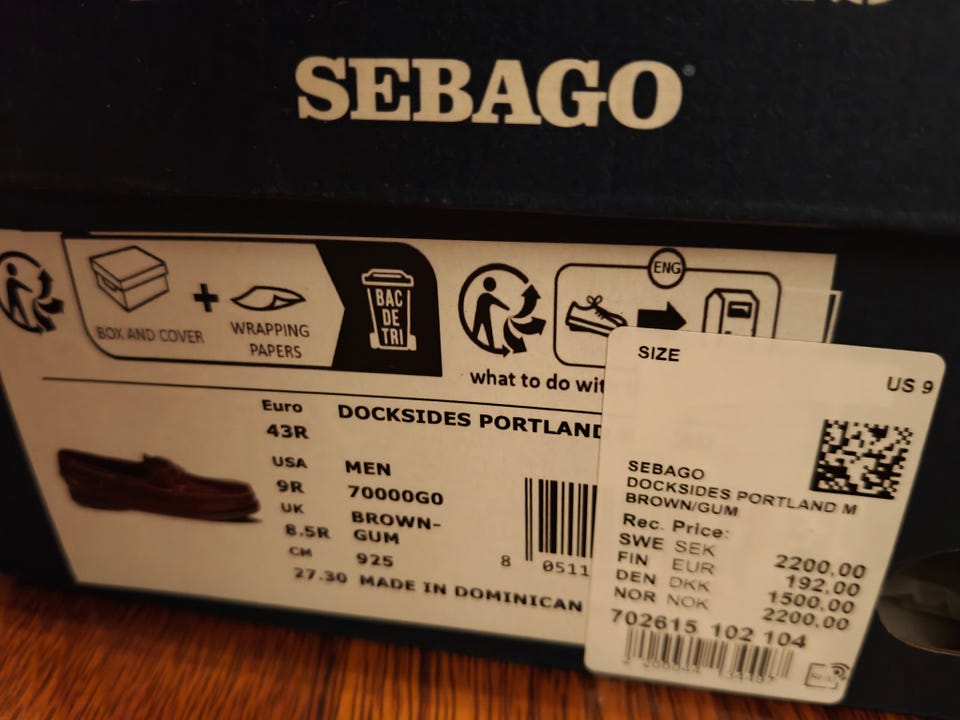 SEBAGO
BOX AND COVER
+
WRAPPING
PAPERS
BAC
DE
TRI
ENG
what to do
Euro
43R
USA
9R
UK
8.5R
CM
27.30
DOCKSIDES PORTLAND
MEN
70000G0
BROWN-
GUM
925
MADE IN DOMINICAN
8 0511
SIZE
US 9
SEBAGO
DOCKSIDES PORTLAND M
BROWN/GUM
Rec. Price:
SWE SEK 2200,00
FIN EUR 192,00
DEN DKK 1500,00
NOR NOK 2200,00
702615 102 104